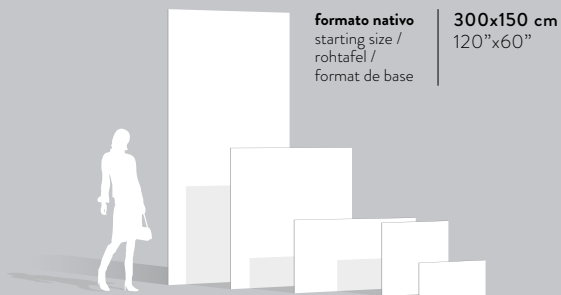 formato nativo
starting size /
rohtafel /
format de base
300x150 cm
120”x60”